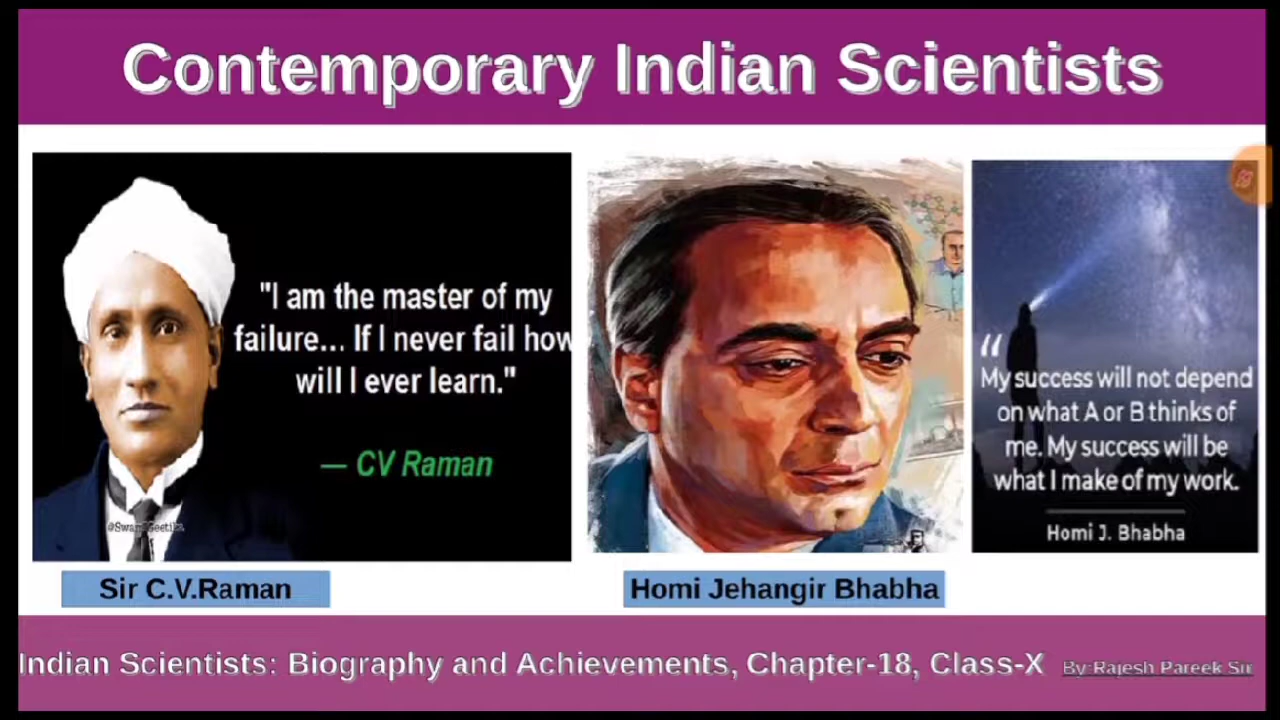 Contemporary Indian Scientists
"I am the master of my
failure... If I never fail how
will I ever learn."
— CV Raman
“
My success will not depend
on what A or B thinks of
me. My success will be
what I make of my work.
Homi J. Bhabha
Sir C.V.Raman
Homi Jehangir Bhabha
Indian Scientists: Biography and Achievements, Chapter-18, Class-X By:Rajesh Pareek Sir